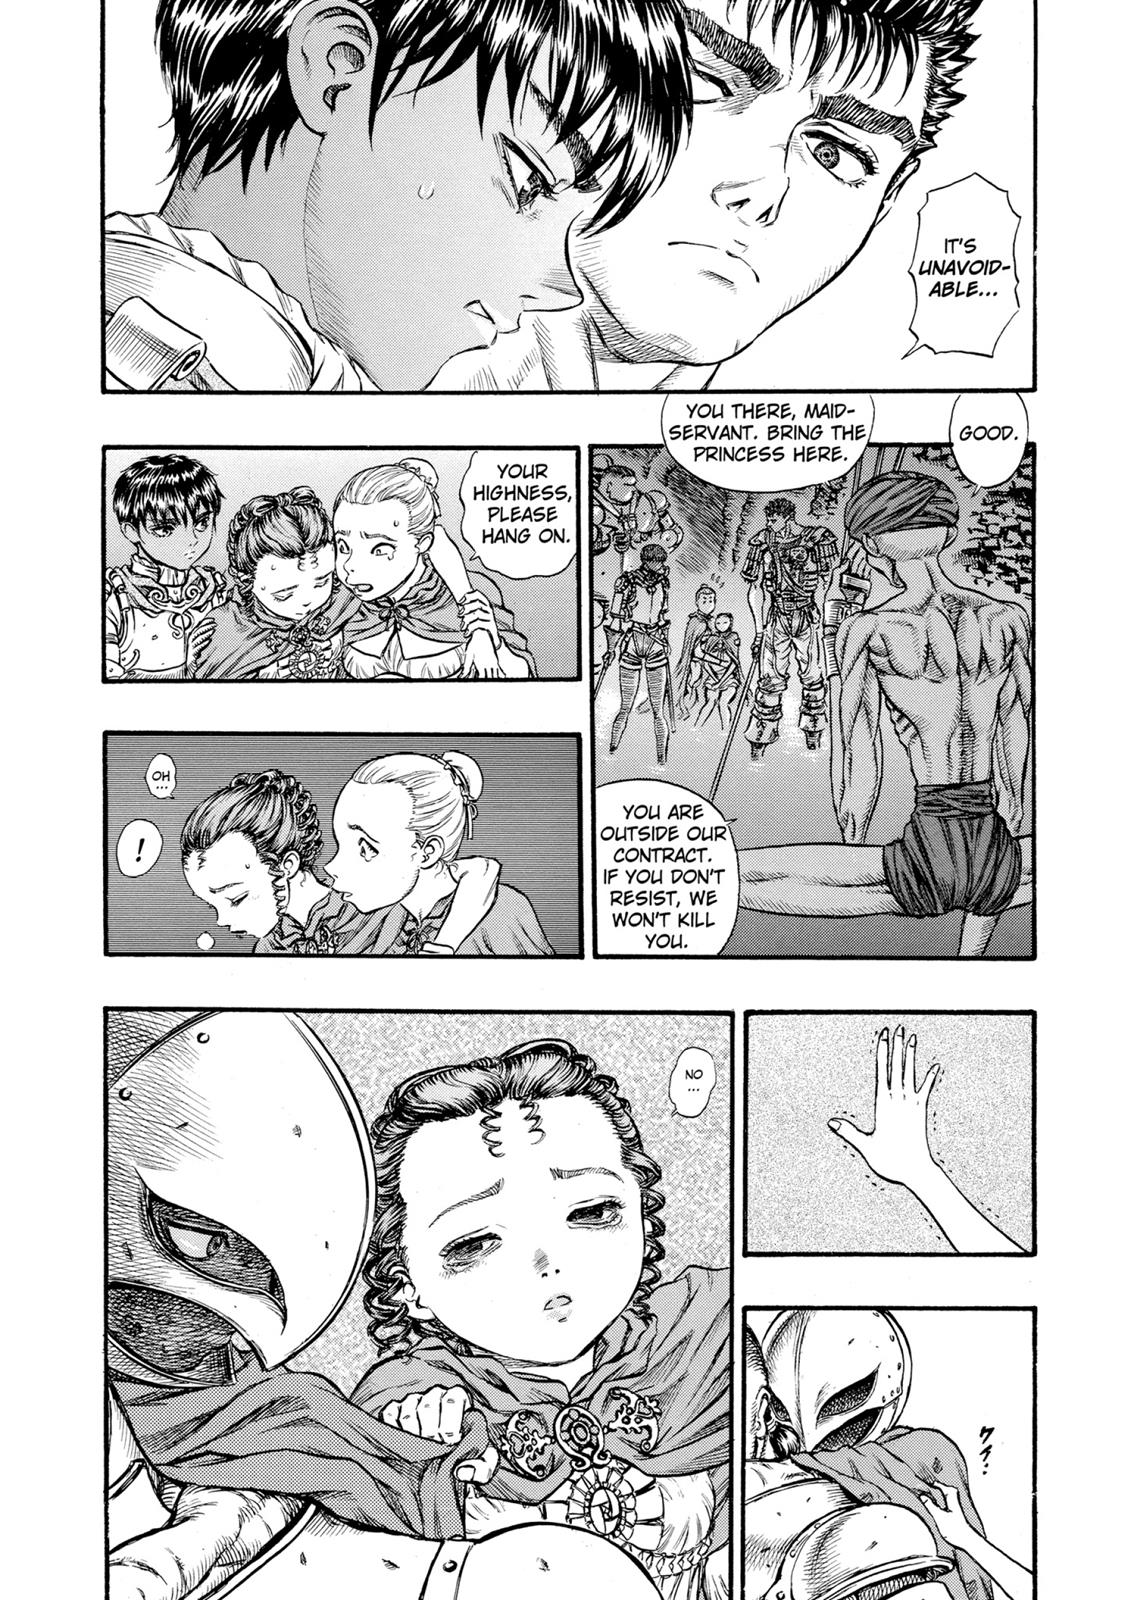 IT'S
UNAVOID-
ABLE...
GOOD.
YOU THERE, MAID-
SERVANT. BRING THE
PRINCESS HERE.
YOU ARE
OUTSIDE OUR
CONTRACT.
IF YOU DON'T
RESIST, WE
WON'T KILL
YOU.
YOUR
HIGHNESS,
PLEASE
HANG ON.
OH
...
!
NO
...
クイ…